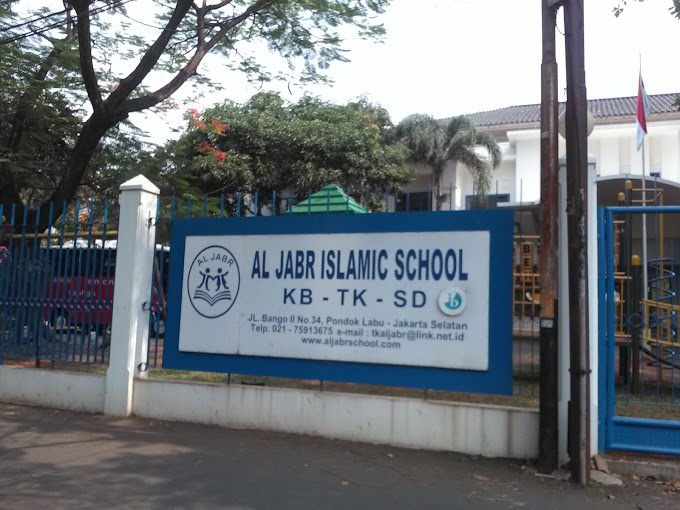 AL JABR
AL JABR ISLAMIC SCHOOL
KB - TK - SD
JL. Bango II No.34, Pondok Labu - Jakarta Selatan
Telp. 021 - 75913675 e-mail : tkaljabr@link.net.id
www.aljabrschool.com